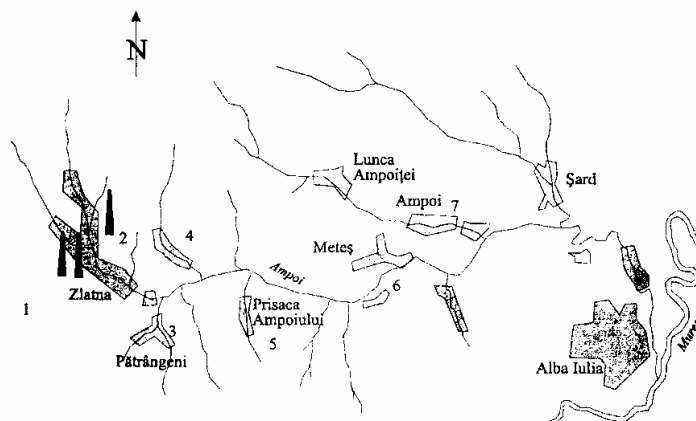 N
Lunca
Ampoiței
Șard
Ampoi
7
2
4
Meteș
Ampoi
Zlatna
6
1
Prisaca
Ampoiului
3
5
Pătrângeni
Alba Iulia